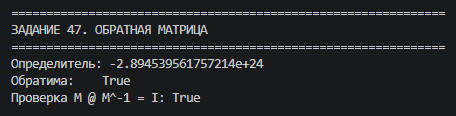 ==============================================================
ЗАДАНИЕ 47. ОБРАТНАЯ МАТРИЦА
==============================================================
Определитель: -2.894539561757214e+24
Обратима:    True
Проверка M @ M^-1 = I: True